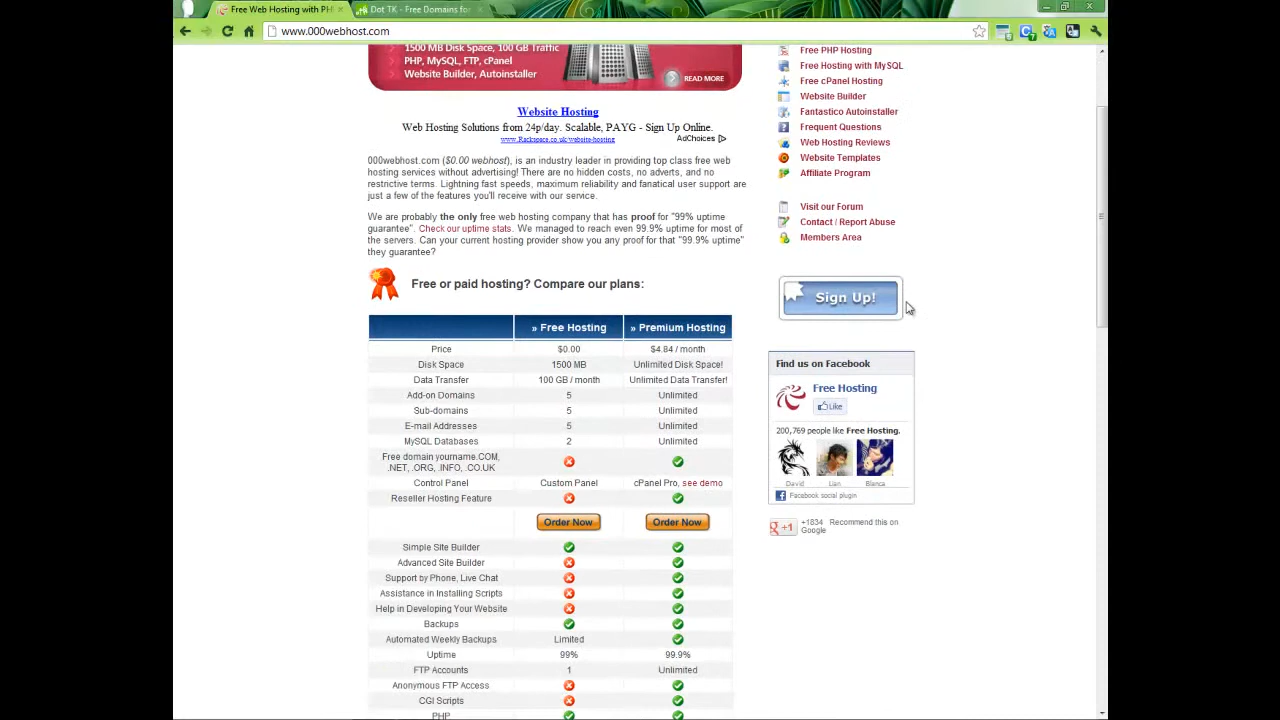 Free Web Hosting with PH
Dot TK - Free Domains for
www.000webhost.com
1500 MB Disk Space, 100 GB Traffic
PHP, MySQL, FTP, cPanel
Website Builder, Autoinstaller
READ MORE
Website Hosting
Web Hosting Solutions from 24p/day. Scalable, PAYG - Sign Up Online.
www.Rackspace.co.uk/website-hosting
AdChoices
000webhost.com ($0.00 webhost), is an industry leader in providing top class free web
hosting services without advertising! There are no hidden costs, no adverts, and no
restrictive terms. Lightning fast speeds, maximum reliability and fanatical user support are
just a few of the features you'll receive with our service.
We are probably the only free web hosting company that has proof for "99% uptime
guarantee". Check our uptime stats. We managed to reach even 99.9% uptime for most of
the servers. Can your current hosting provider show you any proof for that "99.9% uptime"
they guarantee?
Free or paid hosting? Compare our plans:
» Free Hosting » Premium Hosting
Price $0.00 $4.84 / month
Disk Space 1500 MB Unlimited Disk Space!
Data Transfer 100 GB / month Unlimited Data Transfer!
Add-on Domains 5 Unlimited
Sub-domains 5 Unlimited
E-mail Addresses 5 Unlimited
MySQL Databases 2 Unlimited
Free domain yourname.COM,
.NET, .ORG, .INFO, .CO.UK
Control Panel Custom Panel cPanel Pro, see demo
Reseller Hosting Feature
Order Now Order Now
Simple Site Builder
Advanced Site Builder
Support by Phone, Live Chat
Assistance in Installing Scripts
Help in Developing Your Website
Backups
Automated Weekly Backups Limited
Uptime 99% 99.9%
FTP Accounts 1 Unlimited
Anonymous FTP Access
CGI Scripts
PHP
Free PHP Hosting
Free Hosting with MySQL
Free cPanel Hosting
Website Builder
Fantastico Autoinstaller
Frequent Questions
Web Hosting Reviews
Website Templates
Affiliate Program
Visit our Forum
Contact / Report Abuse
Members Area
Sign Up!
Find us on Facebook
Free Hosting
Like
200,769 people like Free Hosting.
David Lian Blenca
Facebook social plugin
+1 +1834 Recommend this on
Google